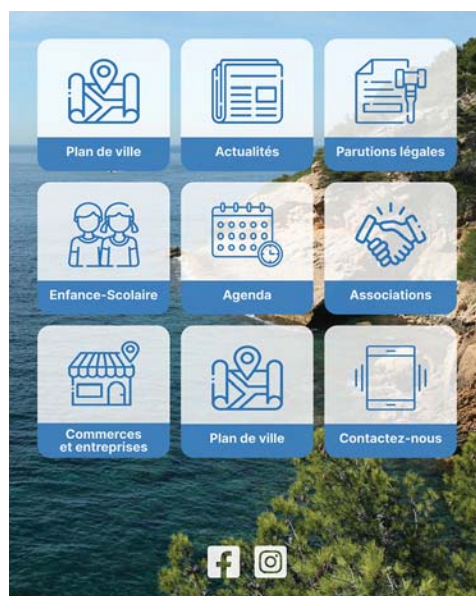 Plan de ville
Actualités
Parutions légales
Enfance-Scolaire
Agenda
Associations
Commerces
et entreprises
Plan de ville
Contactez-nous